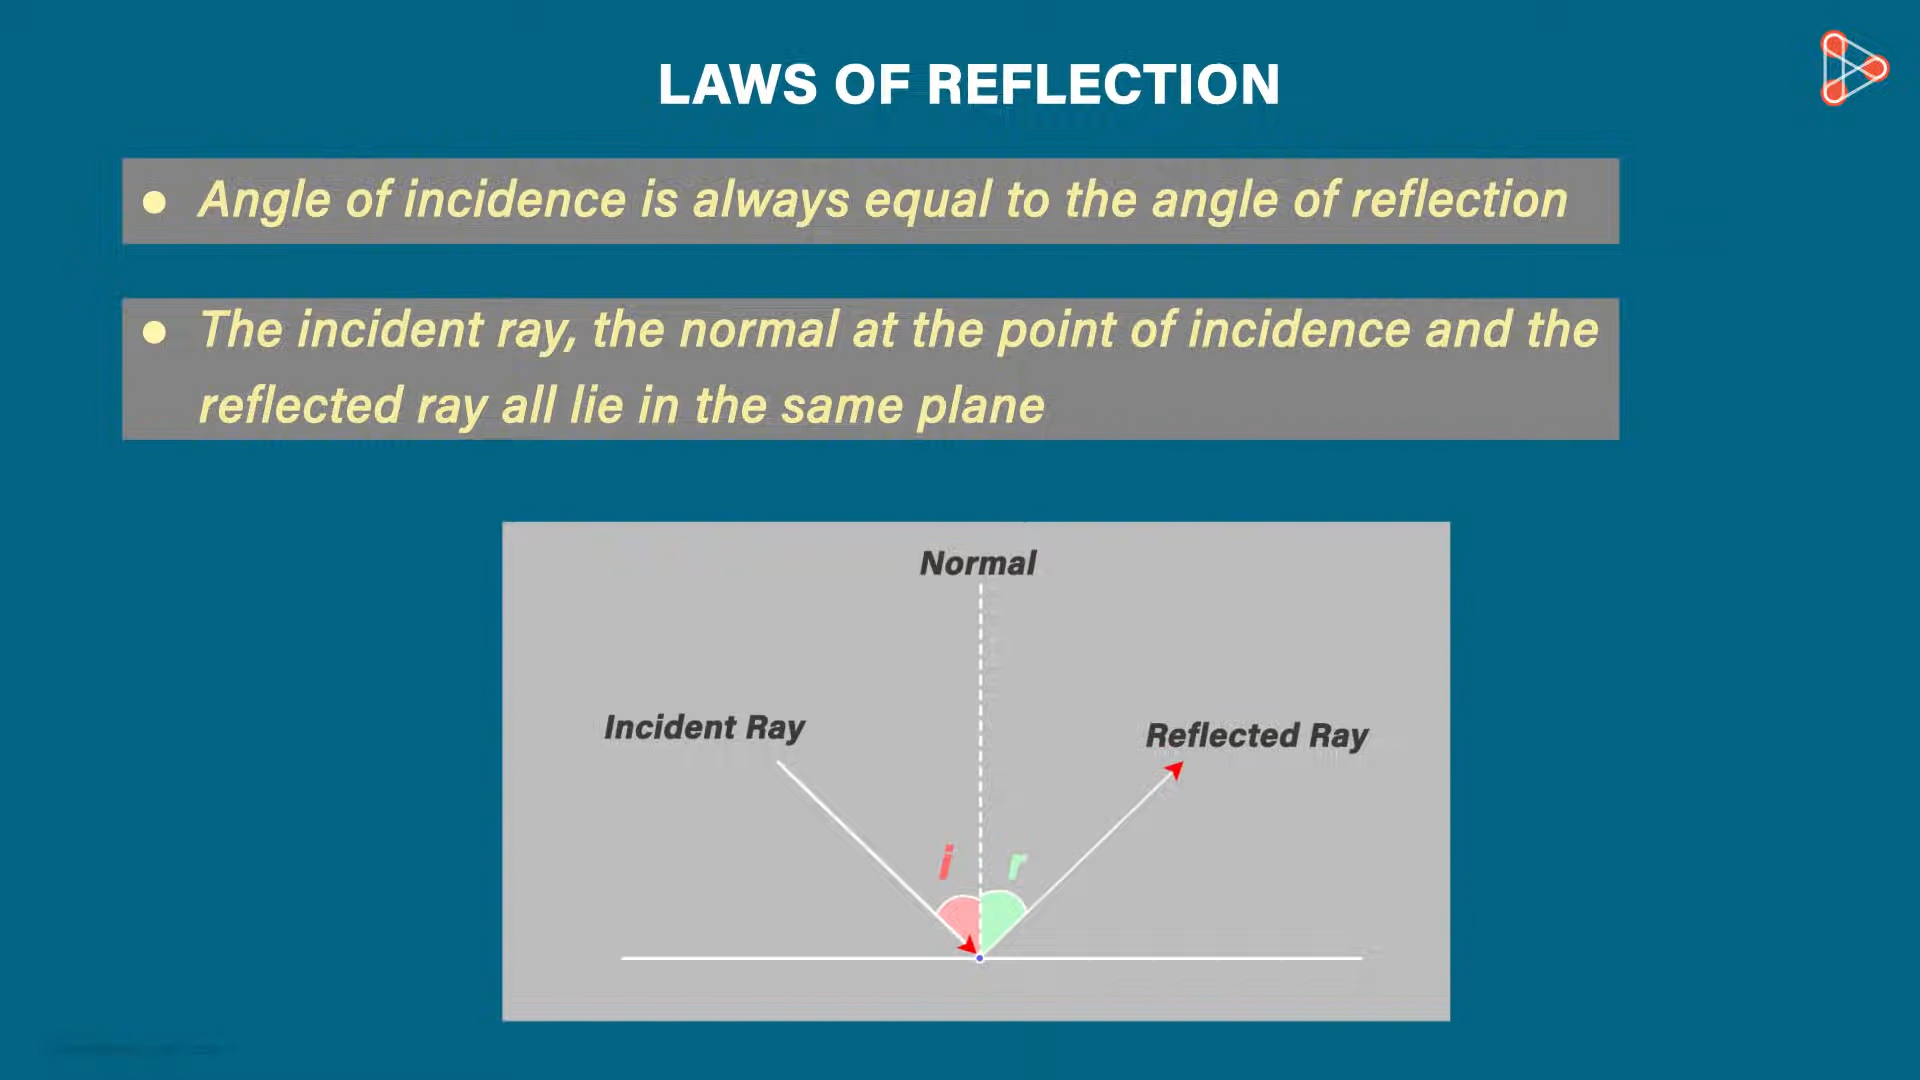 LAWS OF REFLECTION
● Angle of incidence is always equal to the angle of reflection
● The incident ray, the normal at the point of incidence and the
reflected ray all lie in the same plane
Normal
Incident Ray
Reflected Ray
i
r